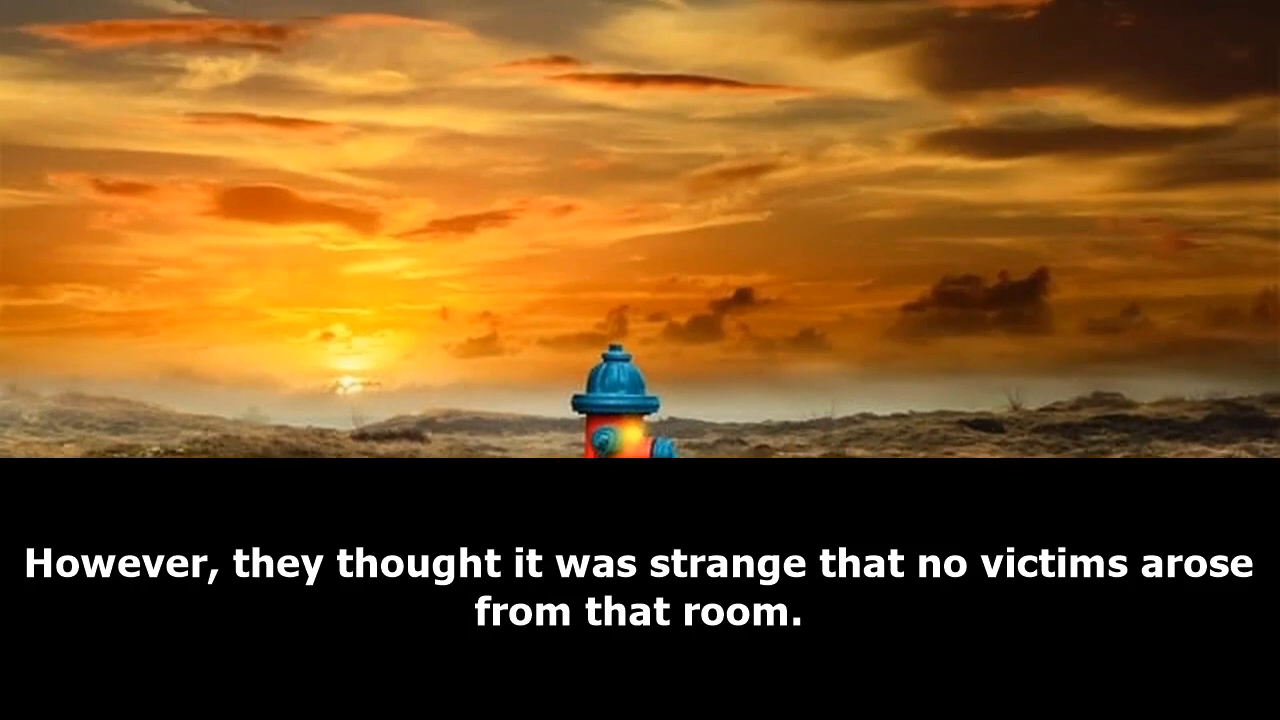 However, they thought it was strange that no victims arose
from that room.